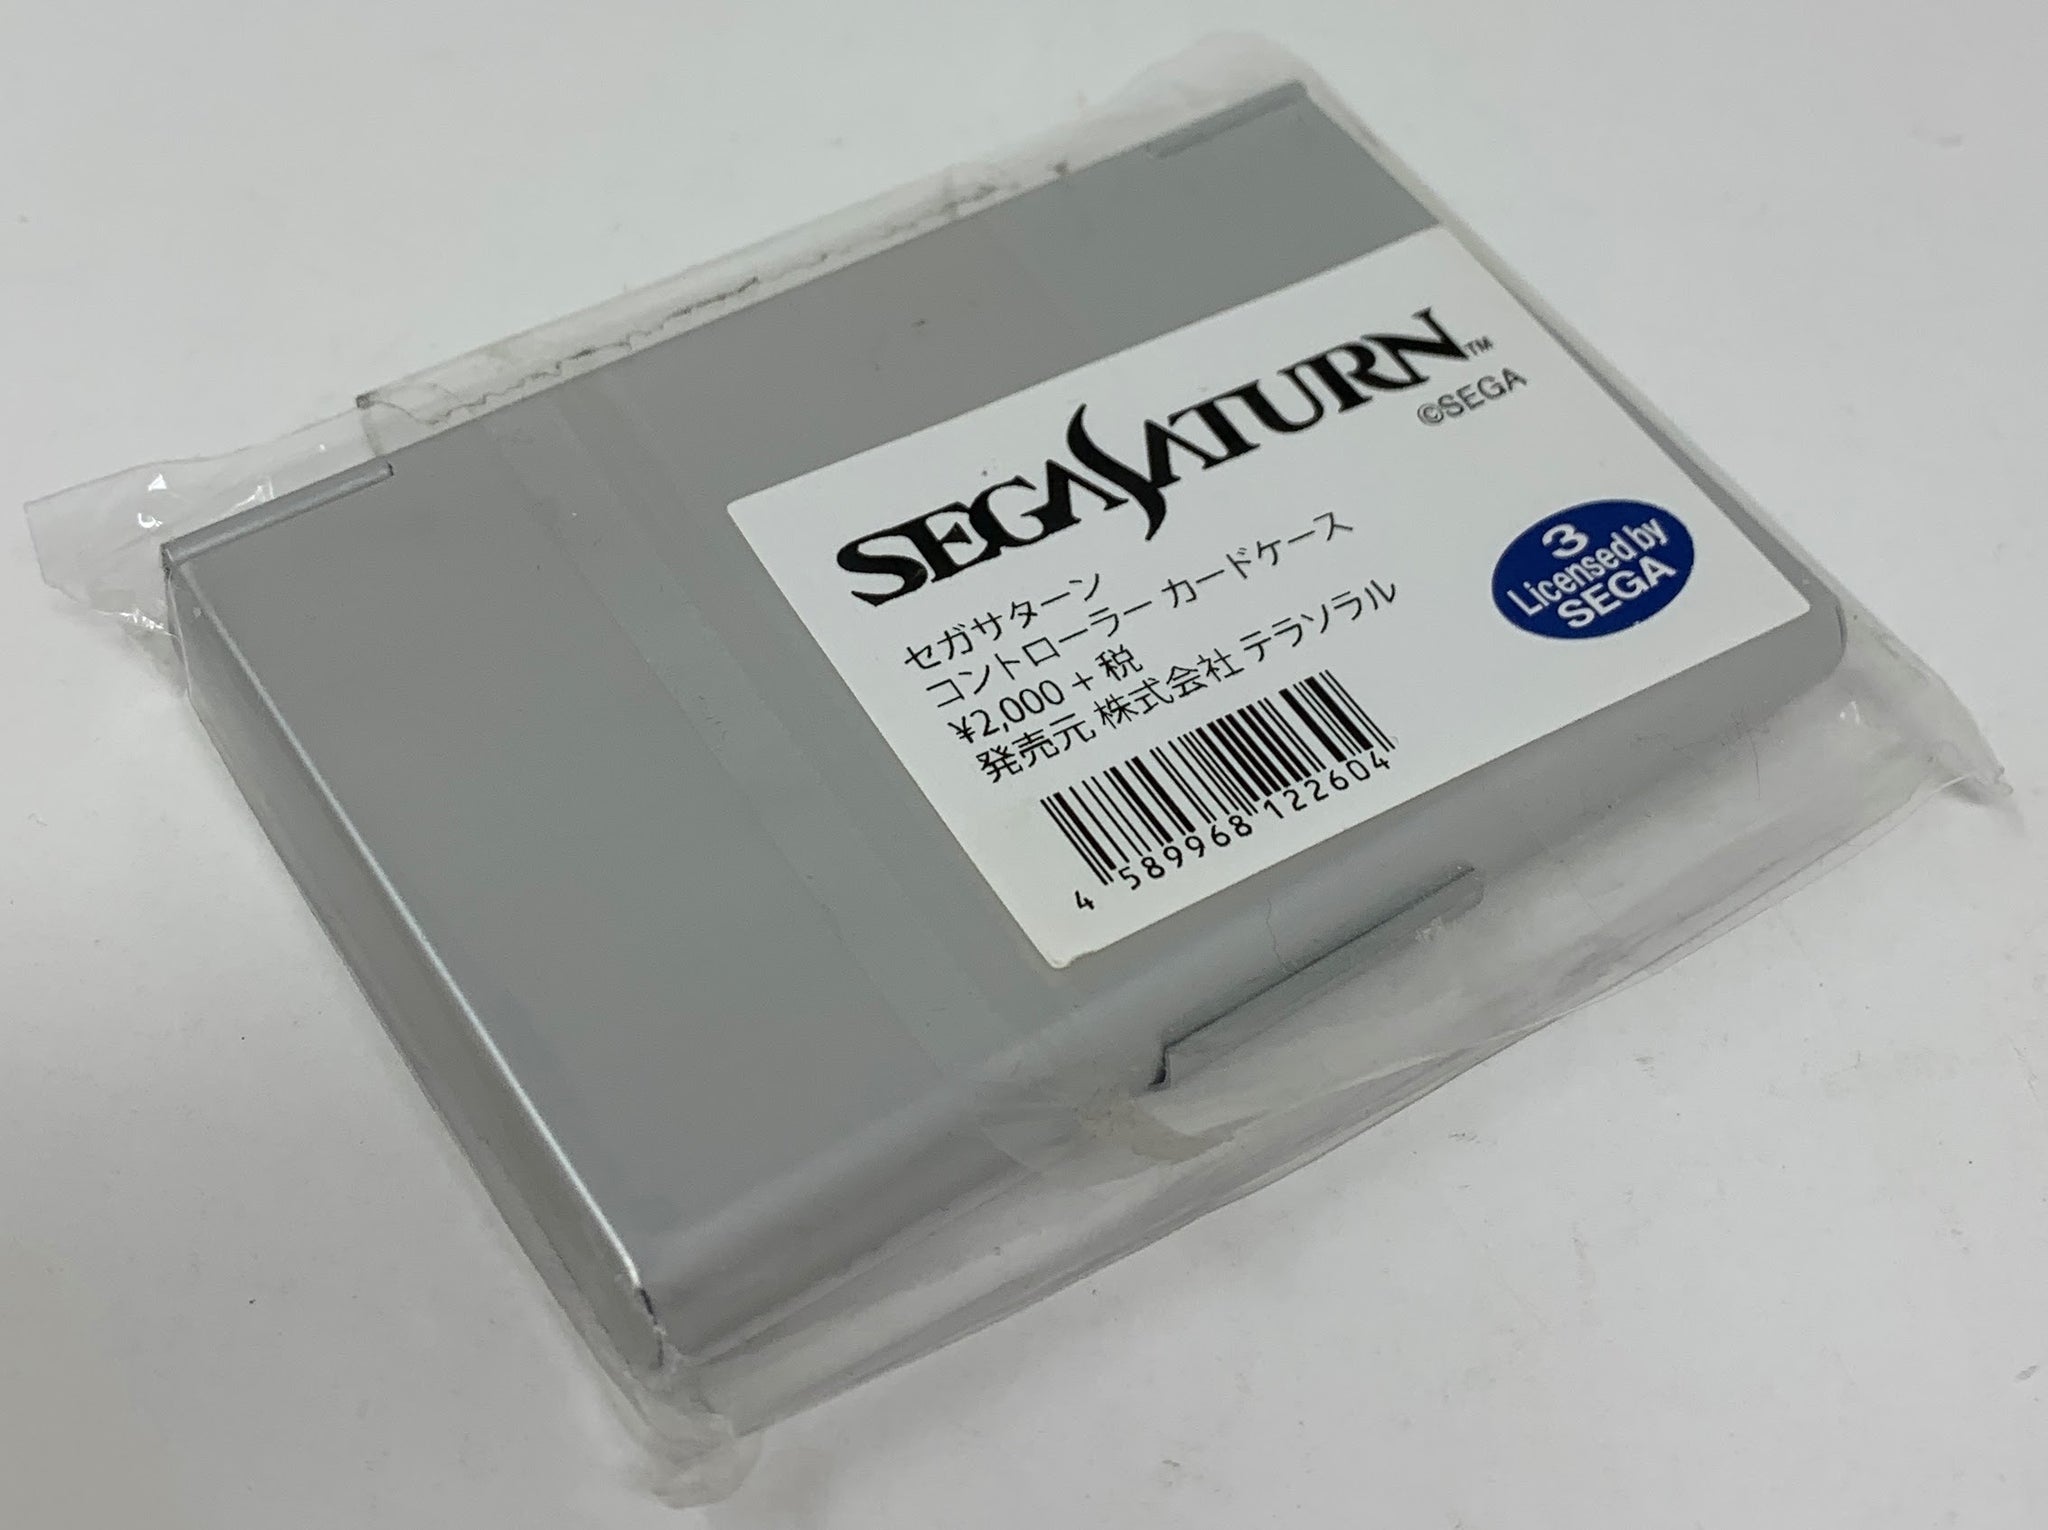 SEGA SATURN™
©SEGA
セガサターン
コントローラー カードケース
¥2,000 + 税
発売元 株式会社 テラソラル
4 589968 122604
3
Licensed by
SEGA